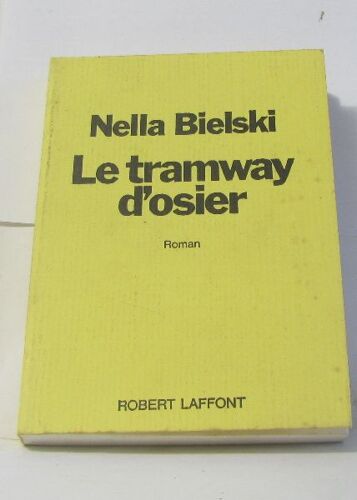 Nella Bielski
Le tramway
d'osier
Roman
ROBERT LAFFONT